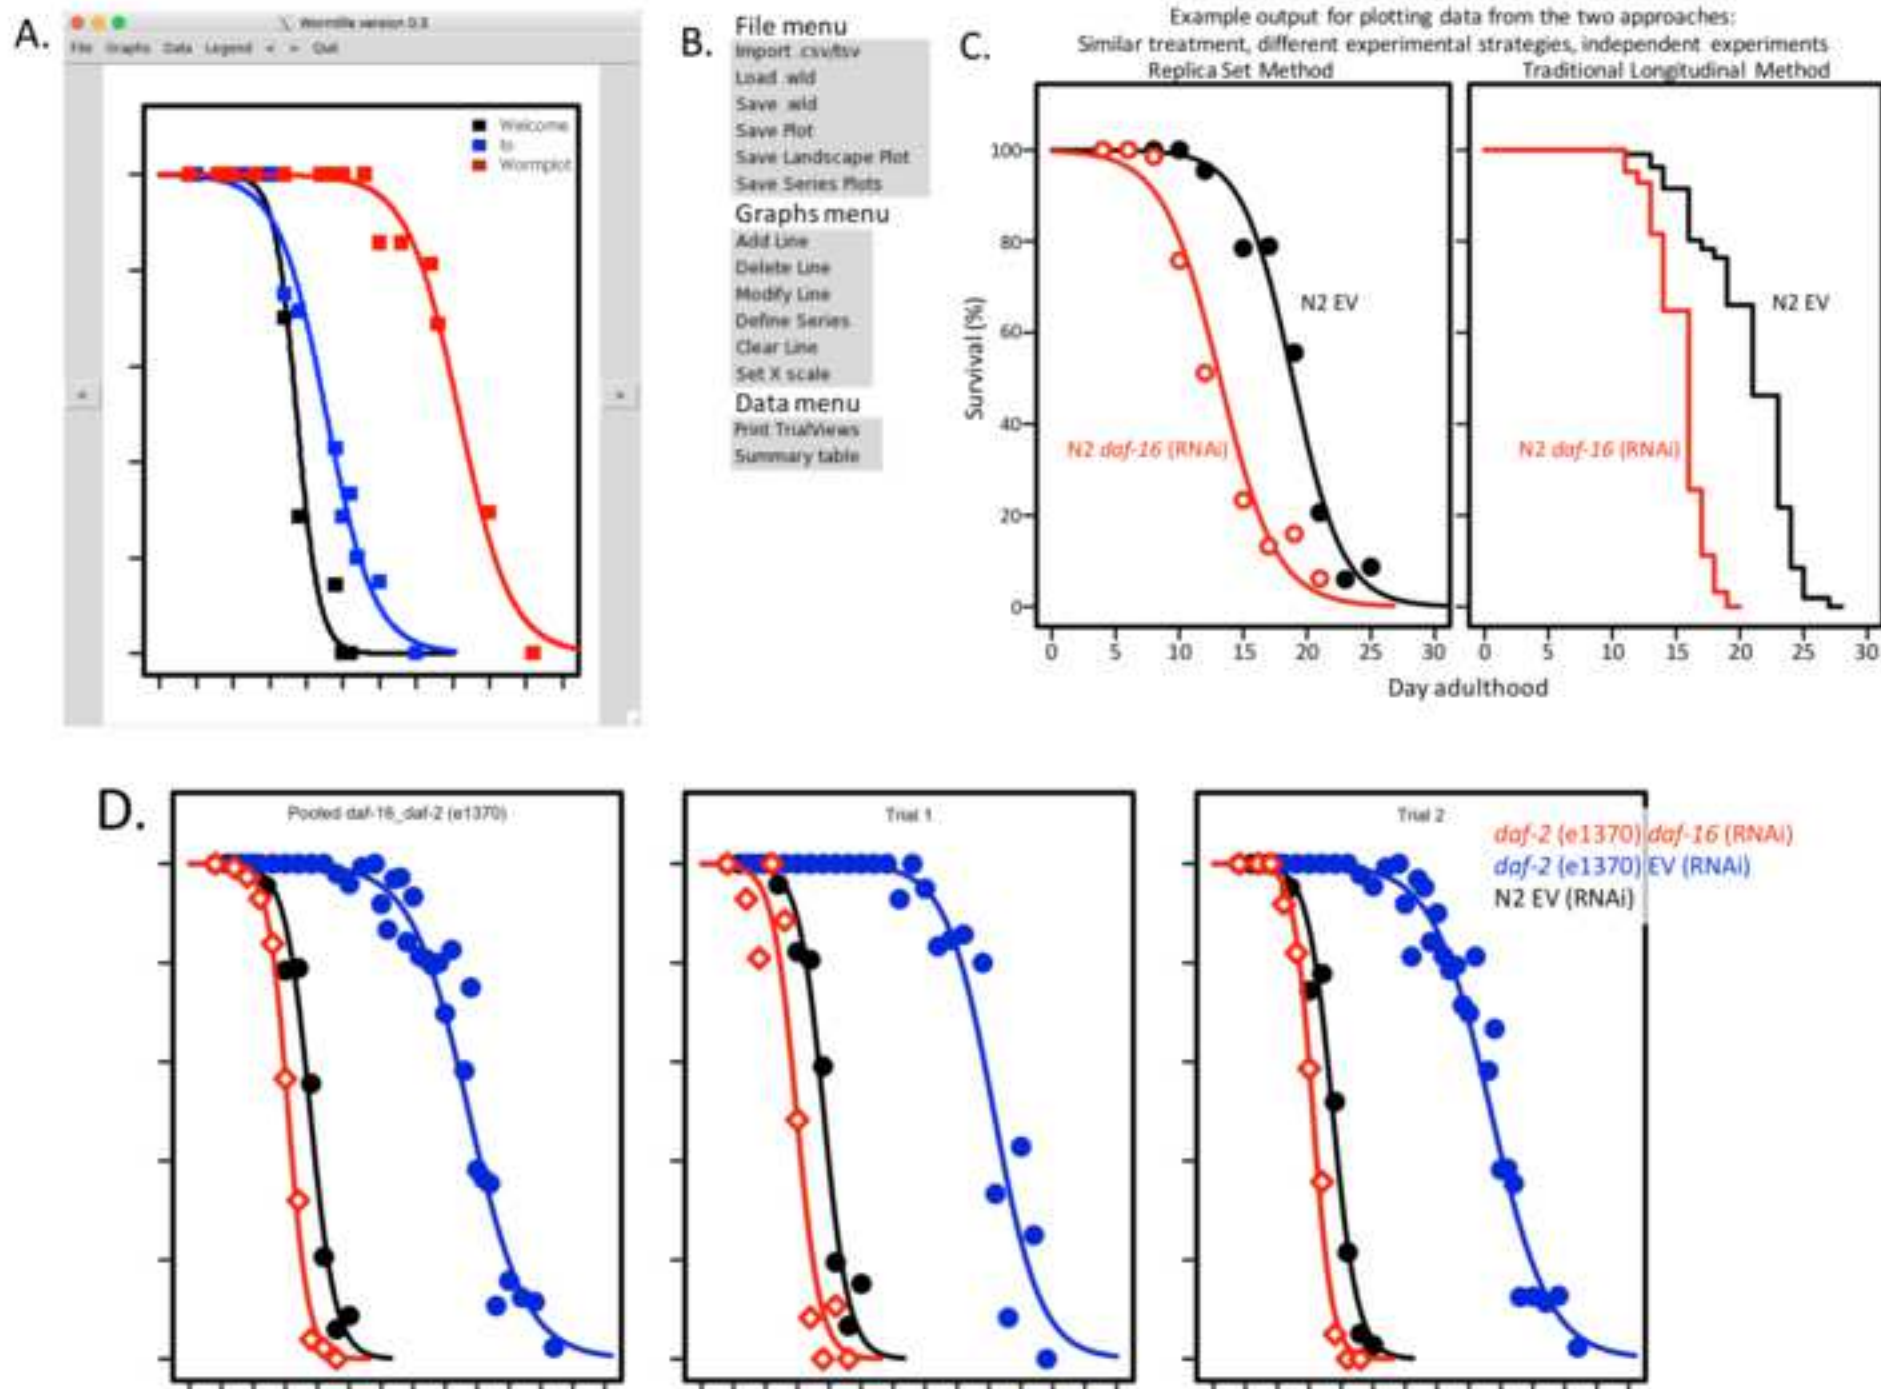 A.
Wormlife version 0.3
File Graphs Data Legend < > Quit
Welcome
to
Wormplot
< >
B.
File menu
Import .csv/tsv
Load .wld
Save .wld
Save Plot
Save Landscape Plot
Save Series Plots
Graphs menu
Add Line
Delete Line
Modify Line
Define Series
Clear Line
Set X scale
Data menu
Print TrialViews
Summary table
C.
Example output for plotting data from the two approaches:
Similar treatment, different experimental strategies, independent experiments
Replica Set Method
Traditional Longitudinal Method
Survival (%)
100
80
60
40
20
0
N2 EV
N2 daf-16 (RNAi)
N2 EV
N2 daf-16 (RNAi)
0 5 10 15 20 25 30
0 5 10 15 20 25 30
Day adulthood
D.
Pooled daf-16_daf-2 (e1370)
Trial 1
Trial 2
daf-2 (e1370) daf-16 (RNAi)
daf-2 (e1370) EV (RNAi)
N2 EV (RNAi)